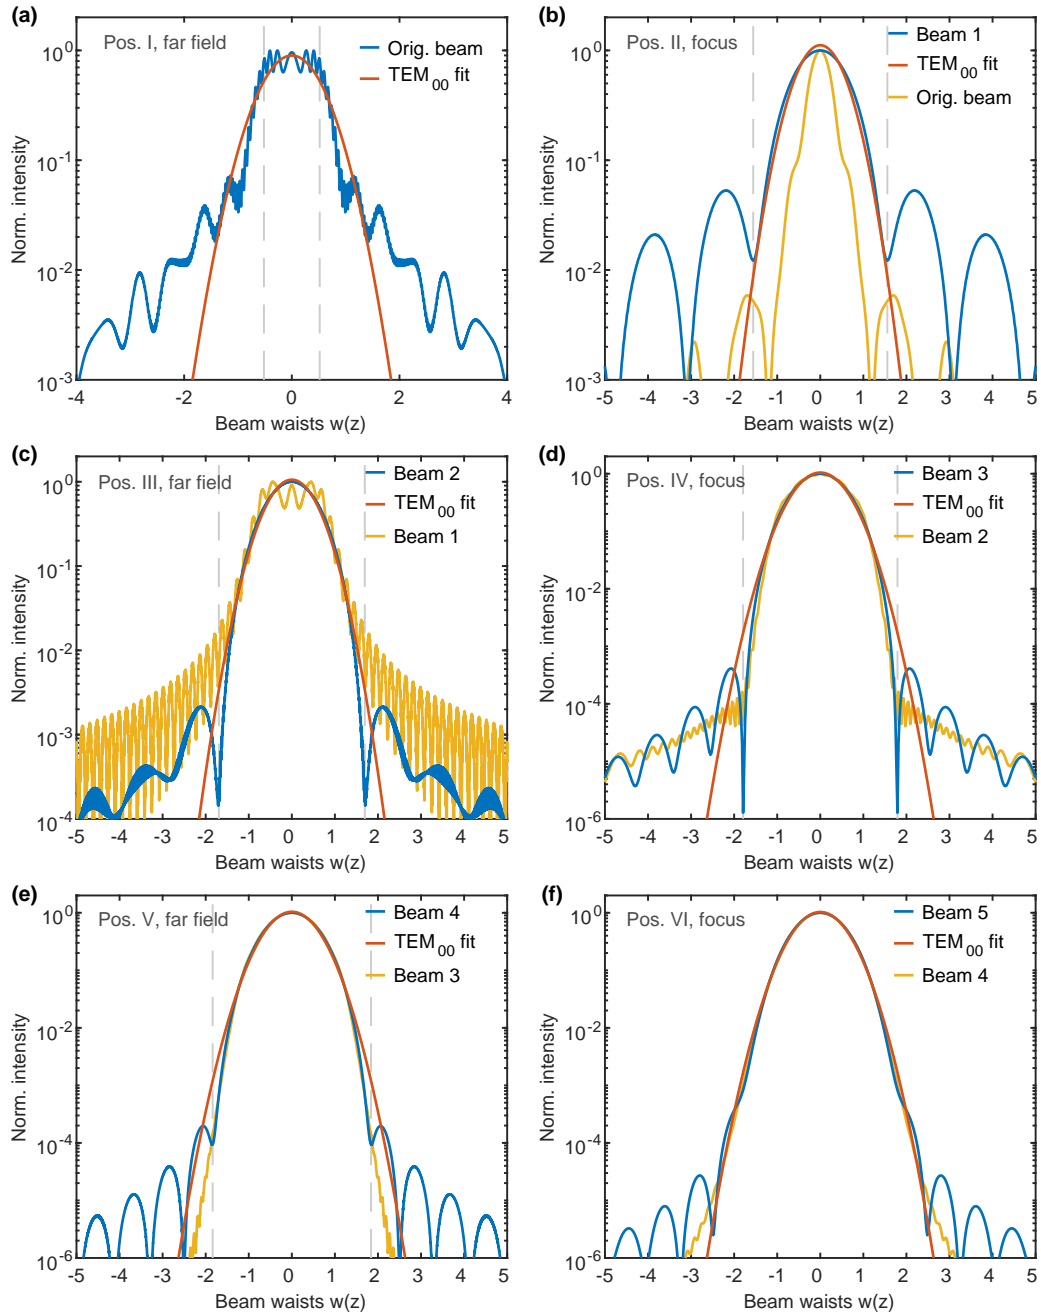 (a)
Pos. I, far field
Orig. beam
TEM00 fit
10^0
10^-1
10^-2
10^-3
Norm. intensity
-4 -2 0 2 4
Beam waists w(z)
(b)
Pos. II, focus
Beam 1
TEM00 fit
Orig. beam
10^0
10^-1
10^-2
10^-3
Norm. intensity
-5 -4 -3 -2 -1 0 1 2 3 4 5
Beam waists w(z)
(c)
Pos. III, far field
Beam 2
TEM00 fit
Beam 1
10^0
10^-1
10^-2
10^-3
10^-4
Norm. intensity
-5 -4 -3 -2 -1 0 1 2 3 4 5
Beam waists w(z)
(d)
Pos. IV, focus
Beam 3
TEM00 fit
Beam 2
10^0
10^-2
10^-4
10^-6
Norm. intensity
-5 -4 -3 -2 -1 0 1 2 3 4 5
Beam waists w(z)
(e)
Pos. V, far field
Beam 4
TEM00 fit
Beam 3
10^0
10^-2
10^-4
10^-6
Norm. intensity
-5 -4 -3 -2 -1 0 1 2 3 4 5
Beam waists w(z)
(f)
Pos. VI, focus
Beam 5
TEM00 fit
Beam 4
10^0
10^-2
10^-4
10^-6
Norm. intensity
-5 -4 -3 -2 -1 0 1 2 3 4 5
Beam waists w(z)